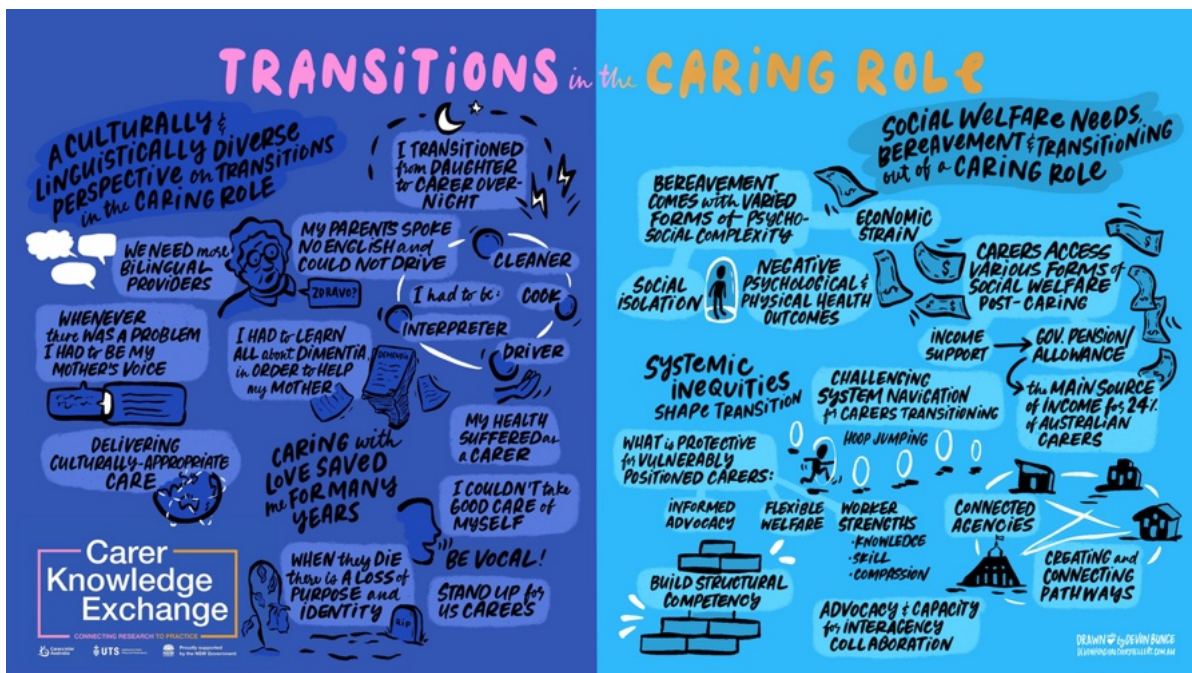 TRANSITIONS in the CARING ROLE
A CULTURALLY &
LINGUISTICALLY DIVERSE
PERSPECTIVE on TRANSITIONS
in the CARING ROLE
I TRANSITIONED
from DAUGHTER
to CARER OVER-
NIGHT
WE NEED more
BILINGUAL
PROVIDERS
MY PARENTS SPOKE
NO ENGLISH and
COULD NOT DRIVE
ZDRAVO?
I had to be:
CLEANER
COOK
INTERPRETER
DRIVER
WHENEVER
there WAS A PROBLEM
I HAD to BE MY
MOTHER'S VOICE
I HAD to LEARN
ALL about DIMENTIA,
in ORDER to HELP
my MOTHER
DEMENTIA
DELIVERING
CULTURALLY-APPROPRIATE
CARE
CARING with
LOVE SAVED
me FOR MANY
YEARS
MY HEALTH
SUFFERED as
a CARER
I COULDN'T take
GOOD CARE of
MYSELF
BE VOCAL!
STAND UP for
US CARERS
WHEN they DIE
there is A LOSS of
PURPOSE and
IDENTITY
RIP
Carer
Knowledge
Exchange
CONNECTING RESEARCH TO PRACTICE
Carers NSW
Australia
UTS
Proudly supported
by the NSW Government
SOCIAL WELFARE NEEDS,
BEREAVEMENT & TRANSITIONING
out of a CARING ROLE
BEREAVEMENT
COMES with VARIED
FORMS of PSYCHO-
SOCIAL COMPLEXITY
ECONOMIC
STRAIN
SOCIAL
ISOLATION
NEGATIVE
PSYCHOLOGICAL &
PHYSICAL HEALTH
OUTCOMES
CARERS ACCESS
VARIOUS FORMS of
SOCIAL WELFARE
POST-CARING
INCOME
SUPPORT
GOV. PENSION/
ALLOWANCE
the MAIN SOURCE
of INCOME for 24%
of AUSTRALIAN
CARERS
SYSTEMIC
INEQUITIES
SHAPE TRANSITION
CHALLENGING
SYSTEM NAVIGATION
for CARERS TRANSITIONING
HOOP JUMPING
WHAT is PROTECTIVE
for VULNERABLY
POSITIONED CARERS:
INFORMED
ADVOCACY
FLEXIBLE
WELFARE
WORKER
STRENGTHS
• KNOWLEDGE
• SKILL
• COMPASSION
CONNECTED
AGENCIES
CREATING and
CONNECTING
PATHWAYS
BUILD STRUCTURAL
COMPETENCY
ADVOCACY & CAPACITY
for INTERAGENCY
COLLABORATION
DRAWN by DEVON BUNCE